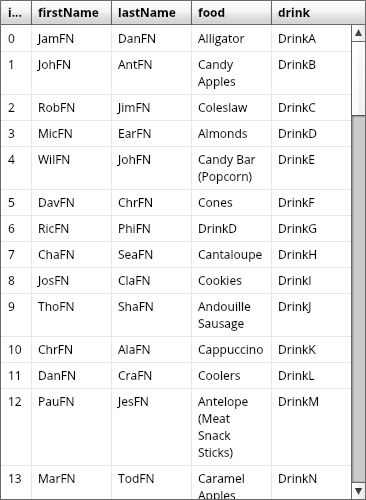 i... firstName lastName food drink
0 JamFN DanFN Alligator DrinkA
1 JohFN AntFN Candy DrinkB
Apples
2 RobFN JimFN Coleslaw DrinkC
3 MicFN EarFN Almonds DrinkD
4 WilFN JohFN Candy Bar DrinkE
(Popcorn)
5 DavFN ChrFN Cones DrinkF
6 RicFN PhiFN DrinkD DrinkG
7 ChaFN SeaFN Cantaloupe DrinkH
8 JosFN ClaFN Cookies DrinkI
9 ThoFN ShaFN Andouille DrinkJ
Sausage
10 ChrFN AlaFN Cappuccino DrinkK
11 DanFN CraFN Coolers DrinkL
12 PauFN JesFN Antelope DrinkM
(Meat
Snack
Sticks)
13 MarFN TodFN Caramel DrinkN
Apples